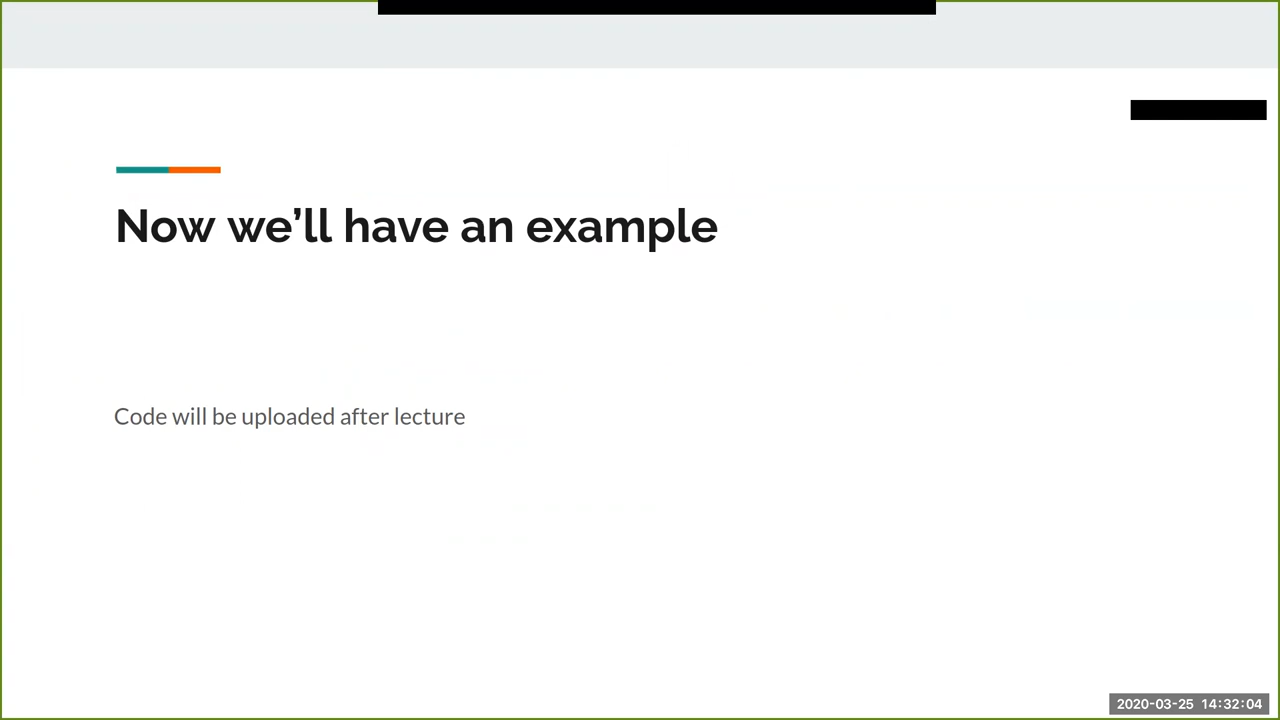 Now we’ll have an example
Code will be uploaded after lecture
2020-03-25 14:32:04